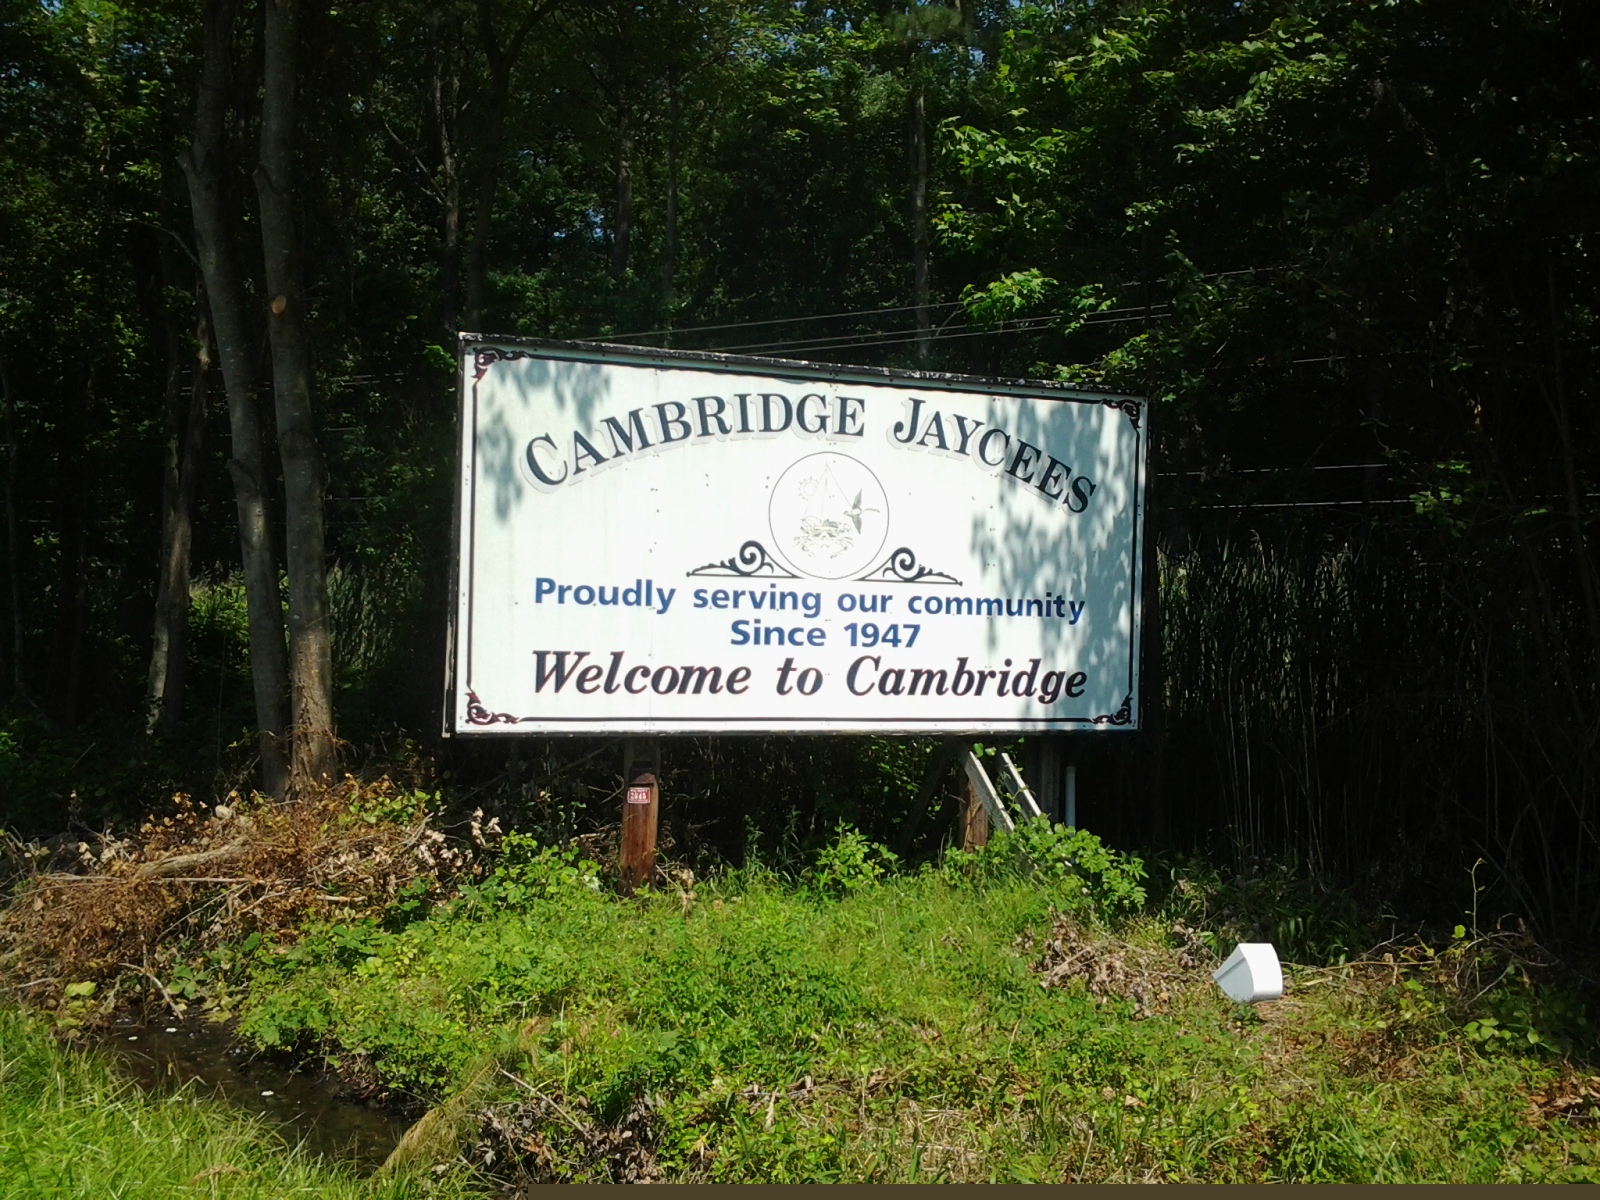 CAMBRIDGE JAYCEES
Proudly serving our community
Since 1947
Welcome to Cambridge